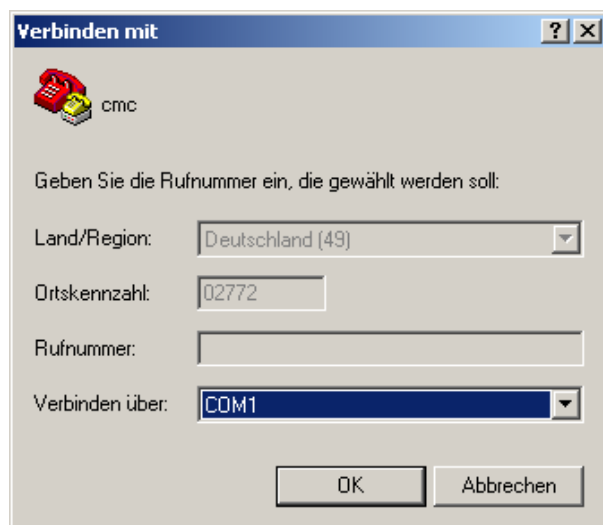 Verbinden mit
cmc
Geben Sie die Rufnummer ein, die gewählt werden soll:
Land/Region: Deutschland (49)
Ortskennzahl: 02772
Rufnummer:
Verbinden über: COM1
OK Abbrechen